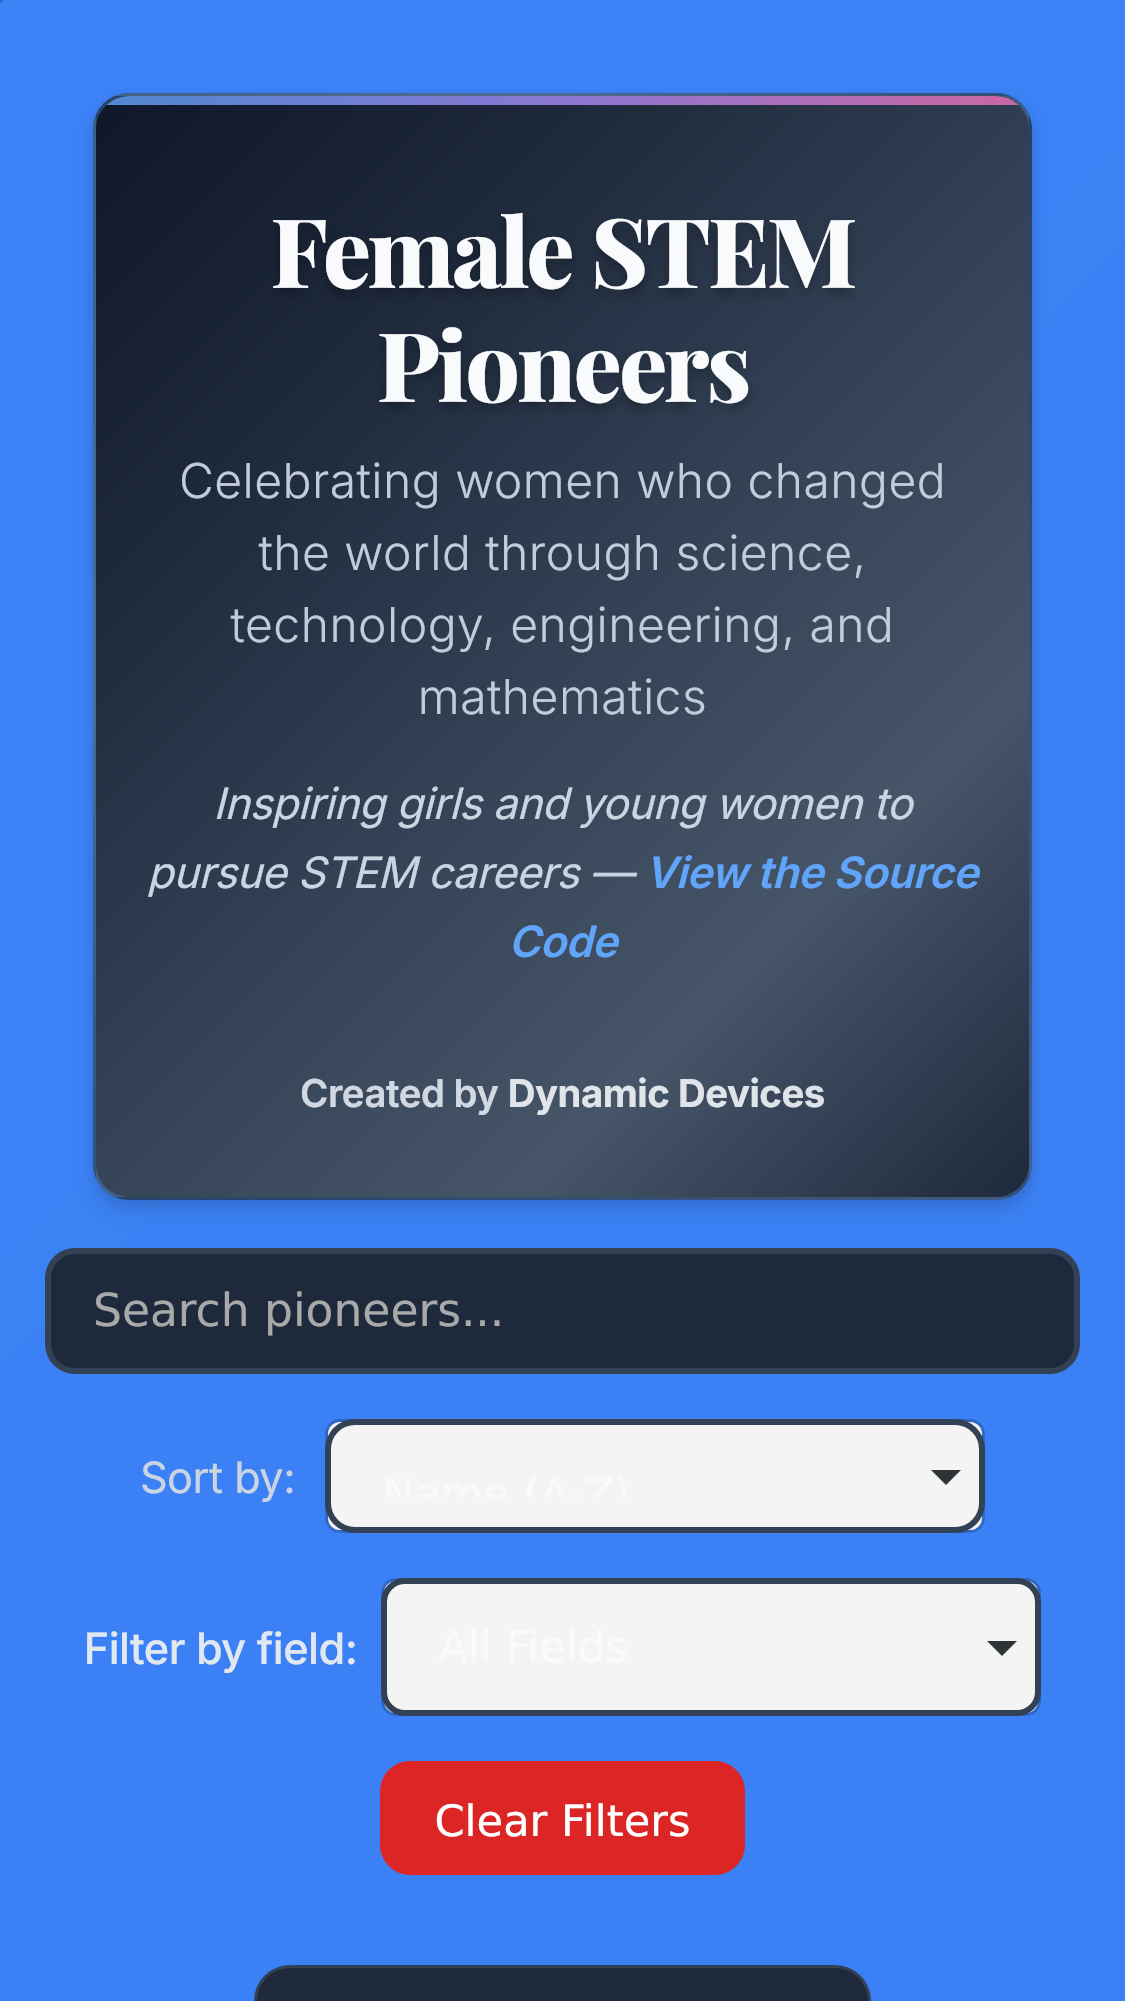 Female STEM
Pioneers
Celebrating women who changed
the world through science,
technology, engineering, and
mathematics
Inspiring girls and young women to
pursue STEM careers — View the Source
Code
Created by Dynamic Devices
Search pioneers...
Sort by:
Name (A-Z)
Filter by field:
All Fields
Clear Filters